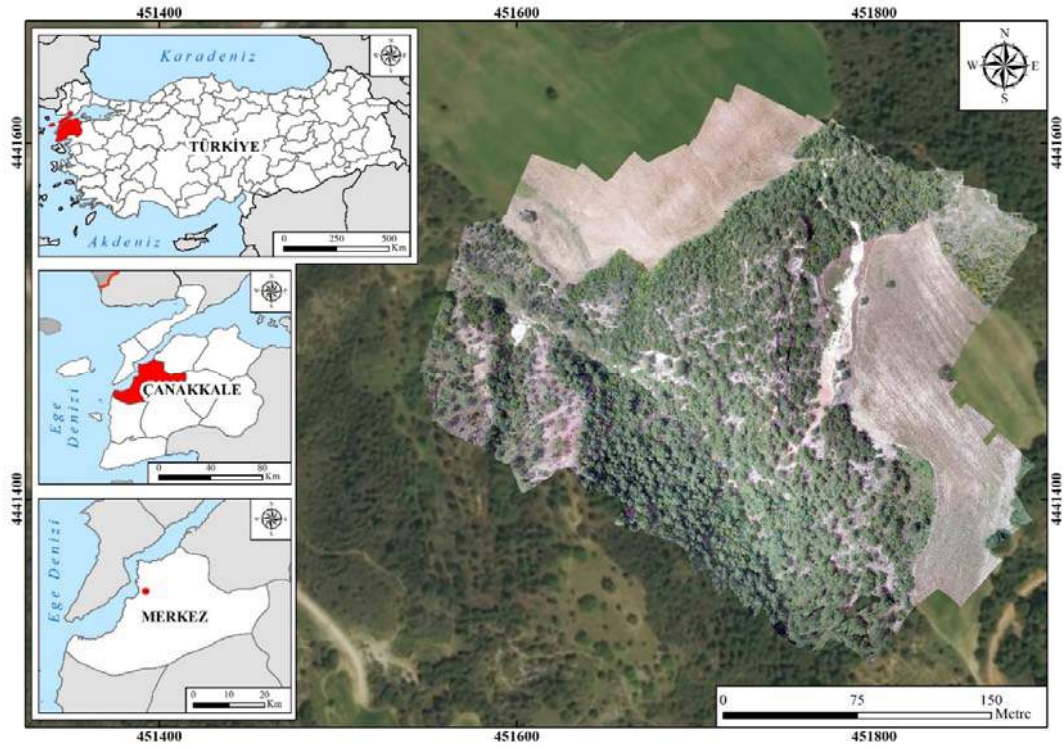 451400 451600 451800
Karadeniz
TÜRKİYE
Akdeniz
N
W E
S
0 250 500
Km
ÇANAKKALE
Ege
Denizi
0 40 80
Km
Ege Denizi
MERKEZ
0 10 20
Km
N
W E
S
4441600
4441400
4441600
4441400
0 75 150
Metre
451400 451600 451800